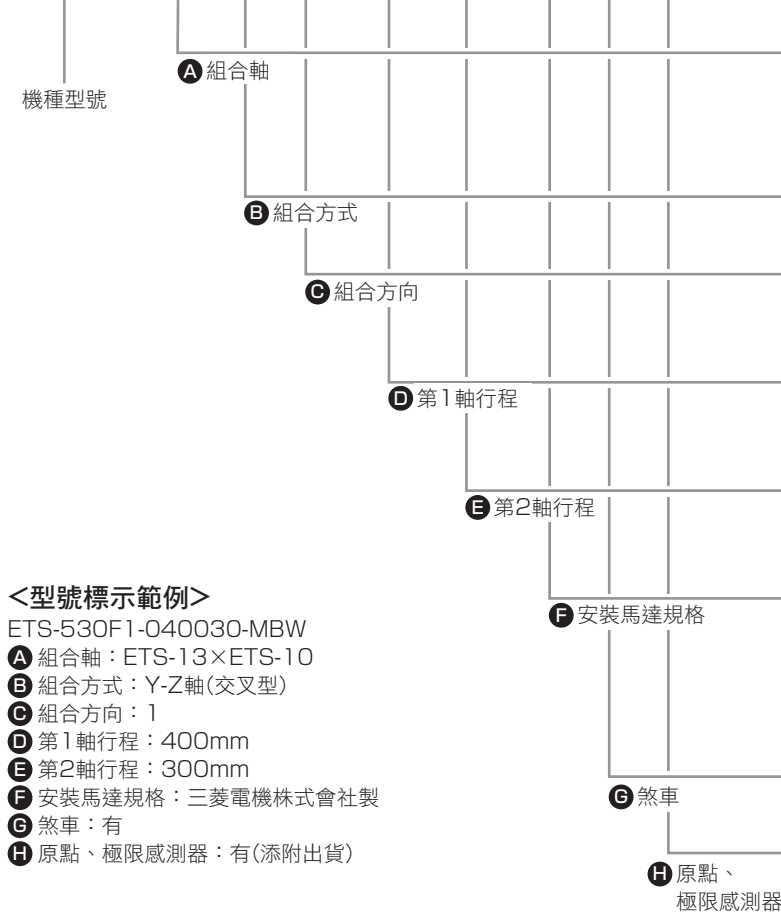 機種型號
A 組合軸
B 組合方式
C 組合方向
D 第1軸行程
E 第2軸行程
F 安裝馬達規格
G 煞車
H 原點、
極限感測器
<型號標示範例>
ETS-530F1-040030-MBW
A 組合軸：ETS-13×ETS-10
B 組合方式：Y-Z軸(交叉型)
C 組合方向：1
D 第1軸行程：400mm
E 第2軸行程：300mm
F 安裝馬達規格：三菱電機株式會社製
G 煞車：有
H 原點、極限感測器：有(添附出貨)